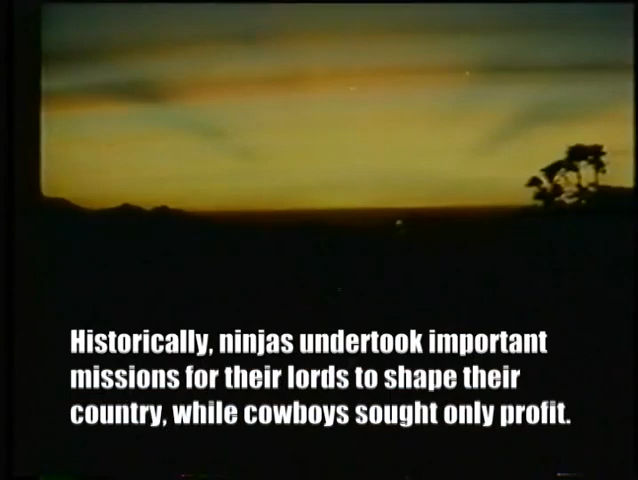 Historically, ninjas undertook important
missions for their lords to shape their
country, while cowboys sought only profit.